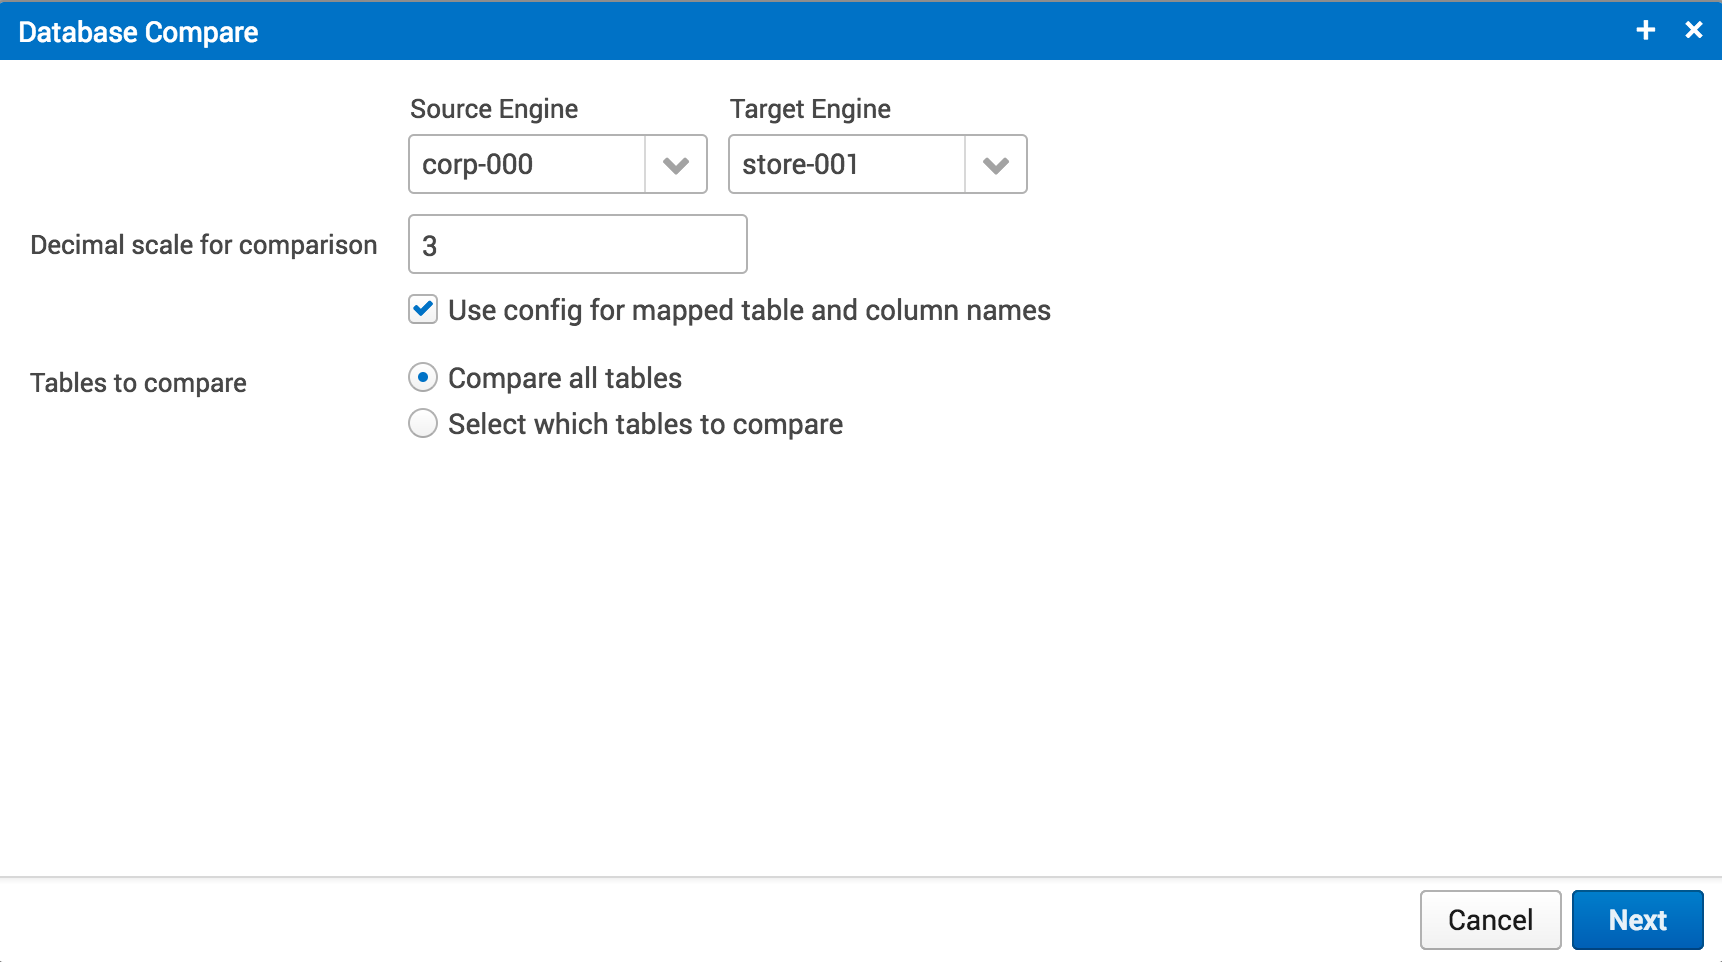 Database Compare
Source Engine Target Engine
corp-000 store-001
Decimal scale for comparison 3
Use config for mapped table and column names
Tables to compare Compare all tables
Select which tables to compare
Cancel Next